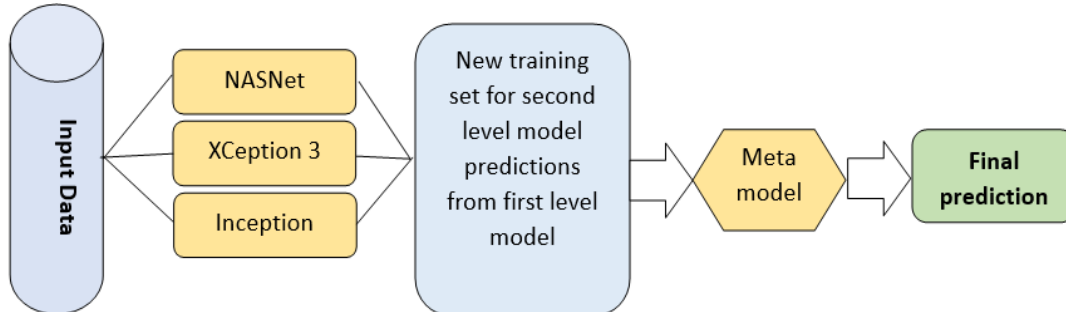 Input Data
NASNet
XCeption 3
Inception
New training
set for second
level model
predictions
from first level
model
Meta
model
Final
prediction